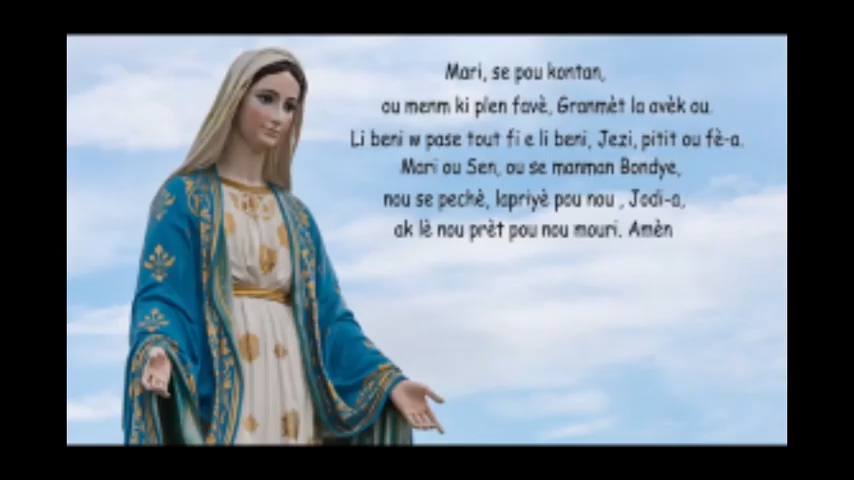 Mari, se pou kontan,
ou menm ki plen favè, Granmèt la avèk ou.
Li beni w pase tout fi e li beni, Jezi, pitit ou fè-a.
Mari ou Sen, ou se manman Bondye,
nou se pechè, lapriyè pou nou , Jodi-a,
ak lè nou prèt pou nou mouri. Amèn